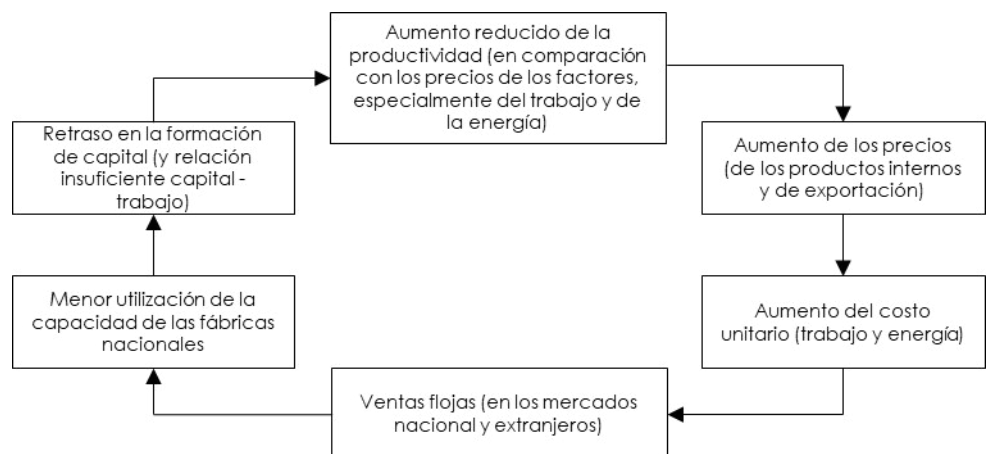 Aumento reducido de la
productividad (en comparación
con los precios de los factores,
especialmente del trabajo y de
la energía)
Aumento de los precios
(de los productos internos
y de exportación)
Aumento del costo
unitario (trabajo y energía)
Ventas flojas (en los mercados
nacional y extranjeros)
Menor utilización de la
capacidad de las fábricas
nacionales
Retraso en la formación
de capital (y relación
insuficiente capital -
trabajo)